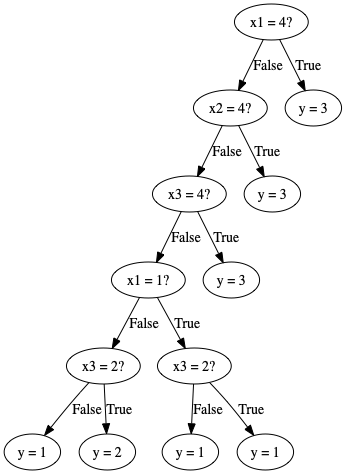 x1 = 4?
False
True
x2 = 4?
y = 3
False
True
x3 = 4?
y = 3
False
True
x1 = 1?
y = 3
False
True
x3 = 2?
x3 = 2?
False
True
False
True
y = 1
y = 2
y = 1
y = 1